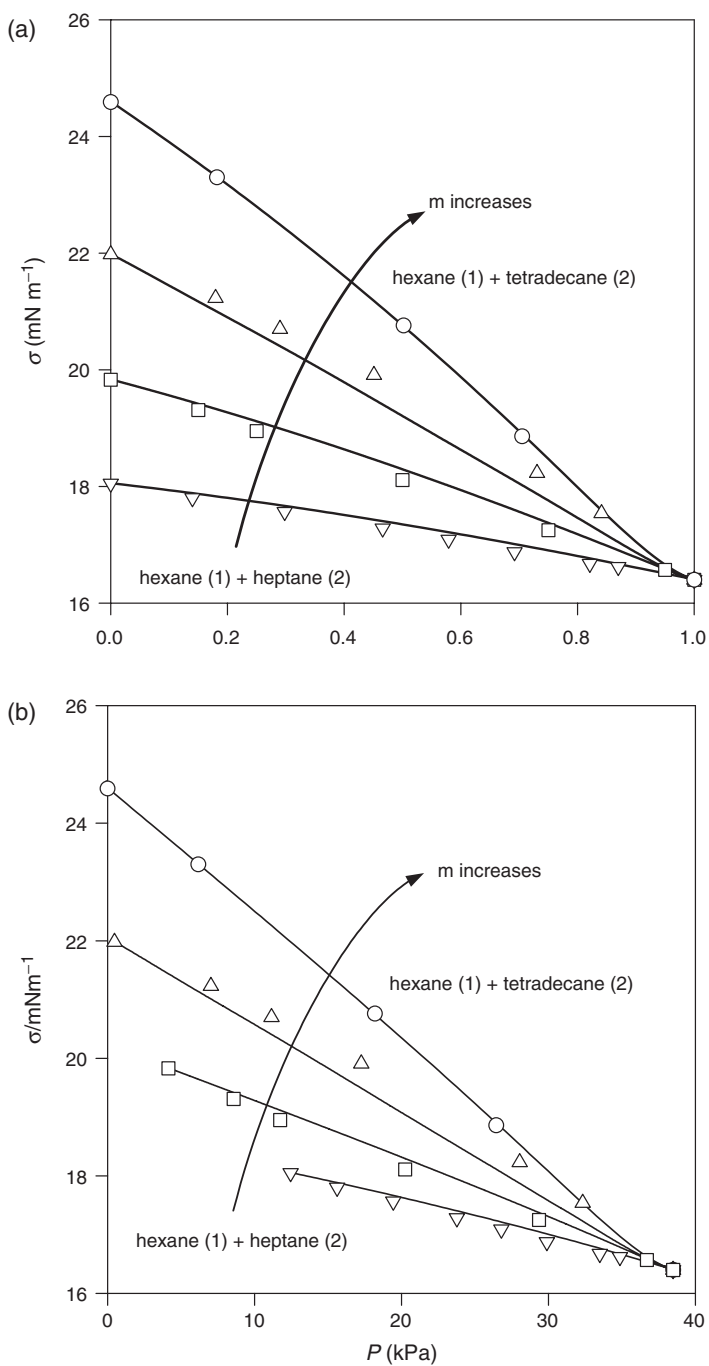 (a)
26
24
22
20
18
16
σ (mN m−1)
m increases
hexane (1) + tetradecane (2)
hexane (1) + heptane (2)
0.0 0.2 0.4 0.6 0.8 1.0
(b)
26
24
22
20
18
16
σ/mNm−1
m increases
hexane (1) + tetradecane (2)
hexane (1) + heptane (2)
0 10 20 30 40
P (kPa)